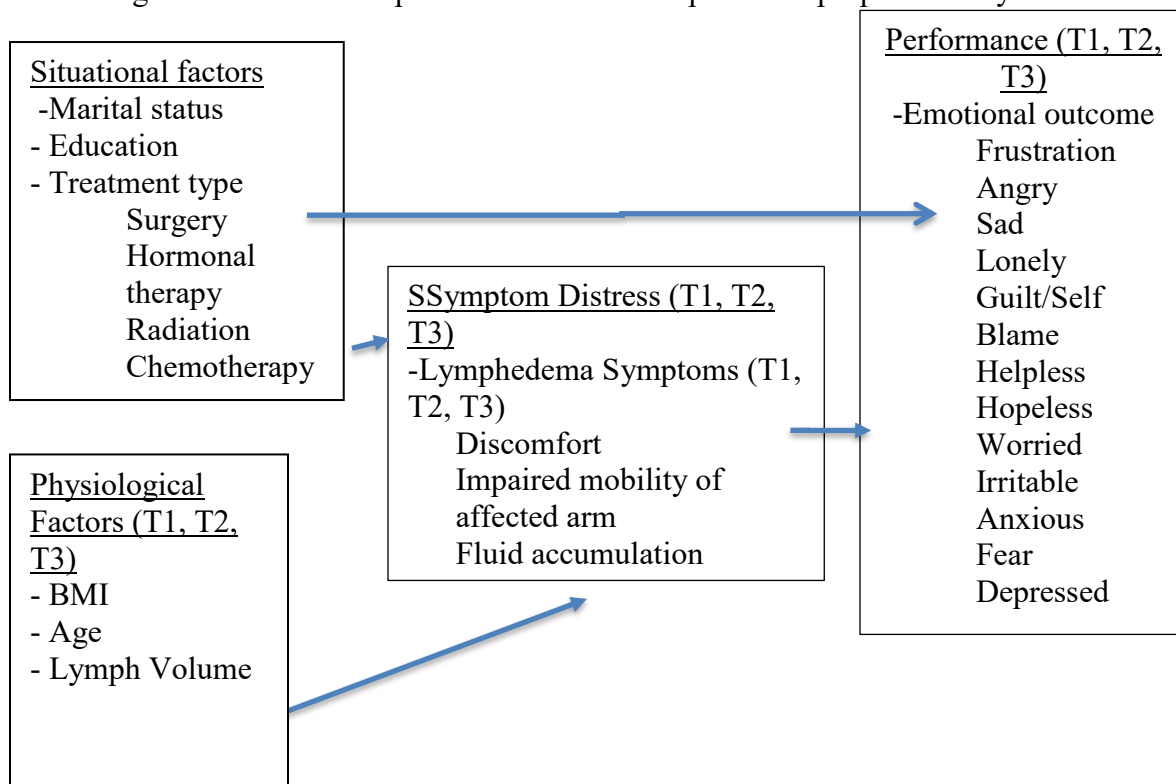 Situational factors
-Marital status
- Education
- Treatment type
Surgery
Hormonal
therapy
Radiation
Chemotherapy
Physiological
Factors (T1, T2,
T3)
- BMI
- Age
- Lymph Volume
SSymptom Distress (T1, T2,
T3)
-Lymphedema Symptoms (T1,
T2, T3)
Discomfort
Impaired mobility of
affected arm
Fluid accumulation
Performance (T1, T2,
T3)
-Emotional outcome
Frustration
Angry
Sad
Lonely
Guilt/Self
Blame
Helpless
Hopeless
Worried
Irritable
Anxious
Fear
Depressed